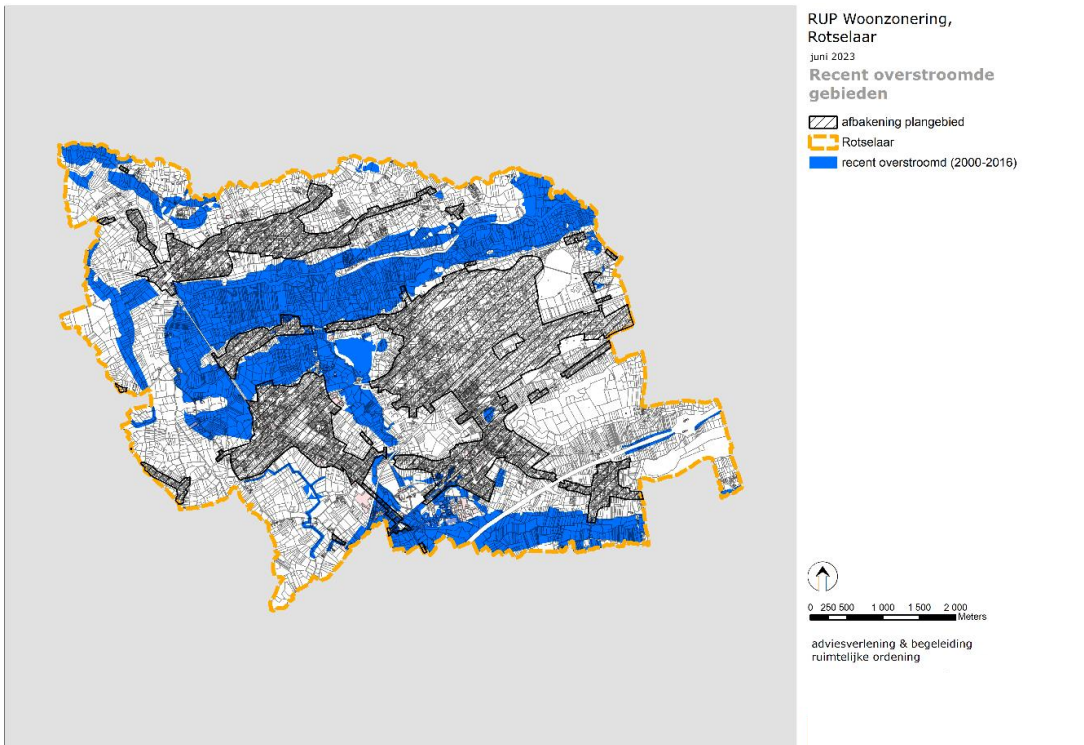 RUP Woonzonering,
Rotselaar
juni 2023
Recent overstroomde
gebieden
afbakening plangebied
Rotselaar
recent overstroomd (2000-2016)
0 250 500 1 000 1 500 2 000
Meters
adviesverlening & begeleiding
ruimtelijke ordening